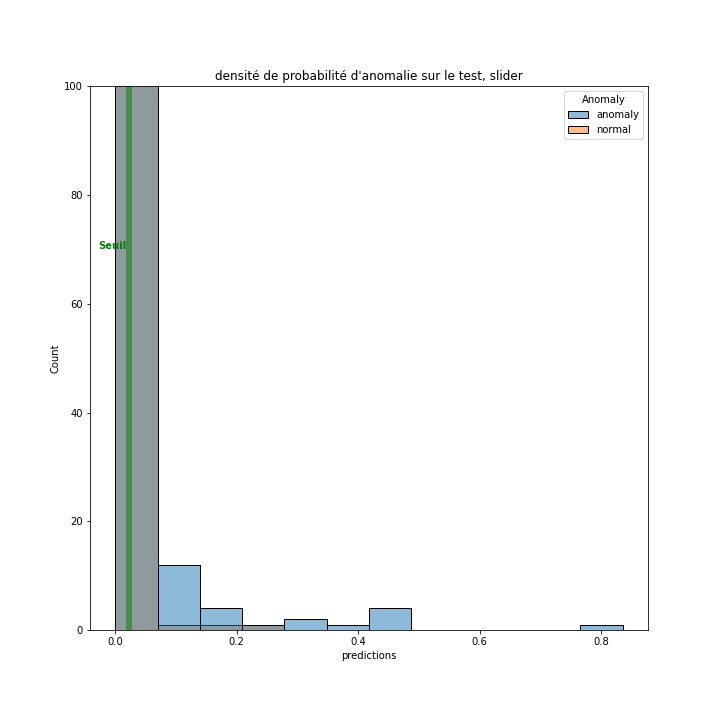 densité de probabilité d'anomalie sur le test, slider
Anomaly
anomaly
normal
100
80
Seuil
60
Count
40
20
0
0.0 0.2 0.4 0.6 0.8
predictions